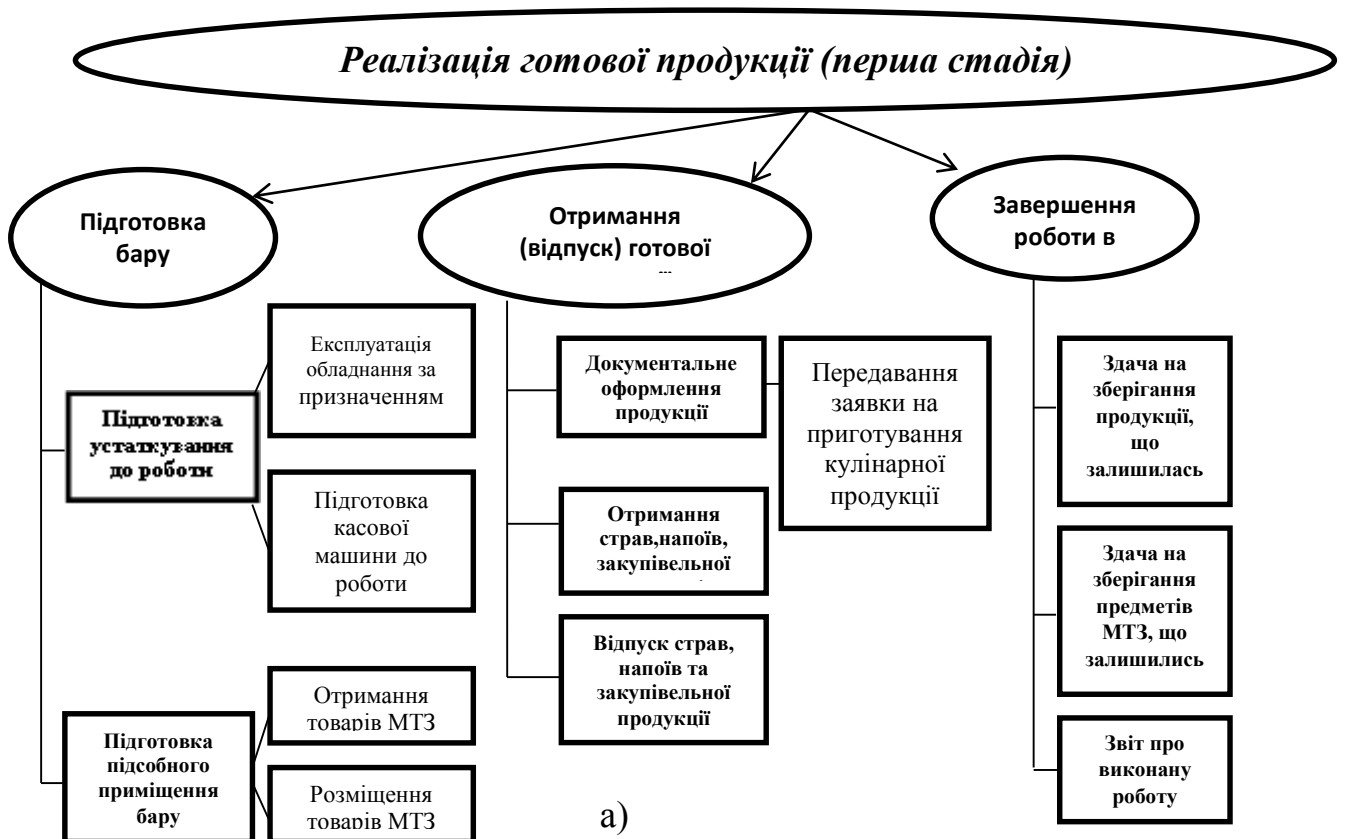 Реалізація готової продукції (перша стадія)
Підготовка
бару
Отримання
(відпуск) готової
Завершення
роботи в
Експлуатація
обладнання за
призначенням
Підготовка
устаткування
до роботи
Підготовка
касової
машини до
роботи
Отримання
товарів МТЗ
Підготовка
підсобного
приміщення
бару
Розміщення
товарів МТЗ
Документальне
оформлення
продукції
Передавання
заявки на
приготування
кулінарної
продукції
Отримання
страв,напоїв,
закупівельної
Відпуск страв,
напоїв та
закупівельної
продукції
Здача на
зберігання
продукції,
що
залишилась
Здача на
зберігання
предметів
МТЗ, що
залишились
Звіт про
виконану
роботу
а)